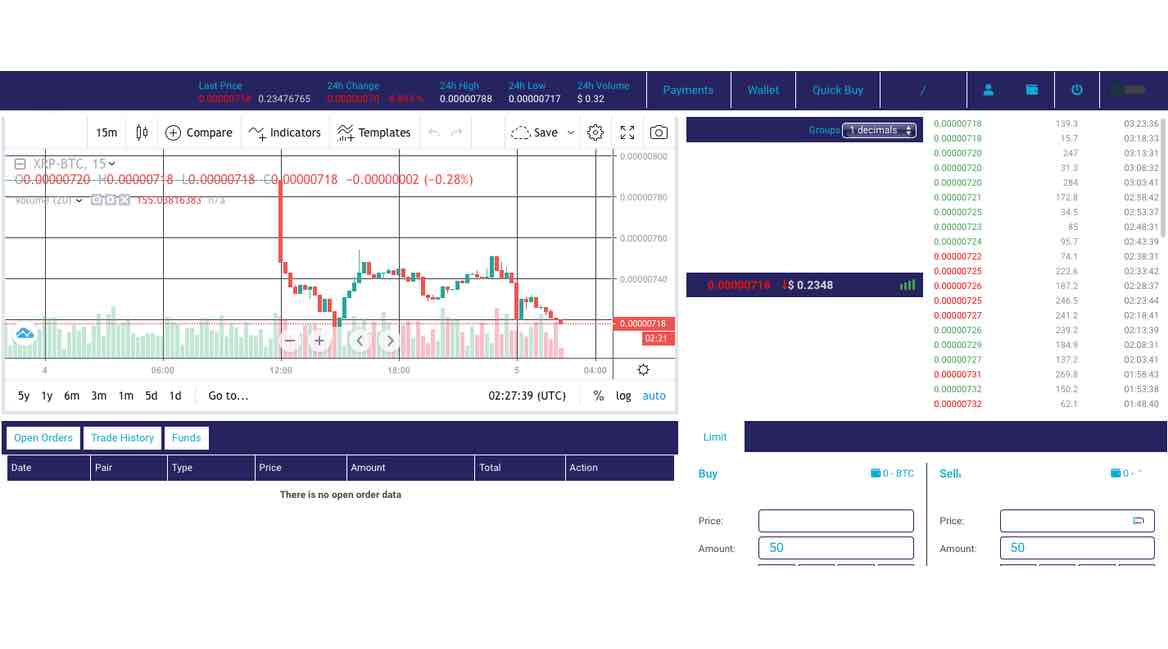 Last Price 24h Change 24h High 24h Low 24h Volume
0.00000718 0.23476765 0.00000788 0.00000717 $ 0.32
Payments Wallet Quick Buy /
15m Compare Indicators Templates Save
XRP-BTC, 15
O0.00000720 H0.00000718 L0.00000718 C0.00000718 −0.00000002 (−0.28%)
Volume (20) 155.03816383 n/a
0.00000800
0.00000780
0.00000760
0.00000740
0.00000718
02:21
4 06:00 12:00 18:00 5 04:00
5y 1y 6m 3m 1m 5d 1d Go to... 02:27:39 (UTC) % log auto
Groups 1 decimals
0.00000718 $ 0.2348
0.00000718 139.3 03:23:36
0.00000718 15.7 03:18:33
0.00000720 247 03:13:31
0.00000720 31.3 03:08:32
0.00000720 284 03:03:41
0.00000721 172.8 02:58:42
0.00000725 34.5 02:53:37
0.00000723 85 02:48:31
0.00000724 95.7 02:43:39
0.00000722 74.1 02:38:31
0.00000725 222.6 02:33:42
0.00000726 187.2 02:28:37
0.00000725 246.5 02:23:44
0.00000727 241.2 02:18:41
0.00000726 239.2 02:13:39
0.00000729 184.9 02:08:31
0.00000727 137.2 02:03:41
0.00000731 269.8 01:58:43
0.00000732 150.2 01:53:38
0.00000732 62.1 01:48:40
Open Orders Trade History Funds
Date Pair Type Price Amount Total Action
There is no open order data
Limit
Buy 0 - BTC
Price:
Amount: 50
Sell 0 -
Price:
Amount: 50